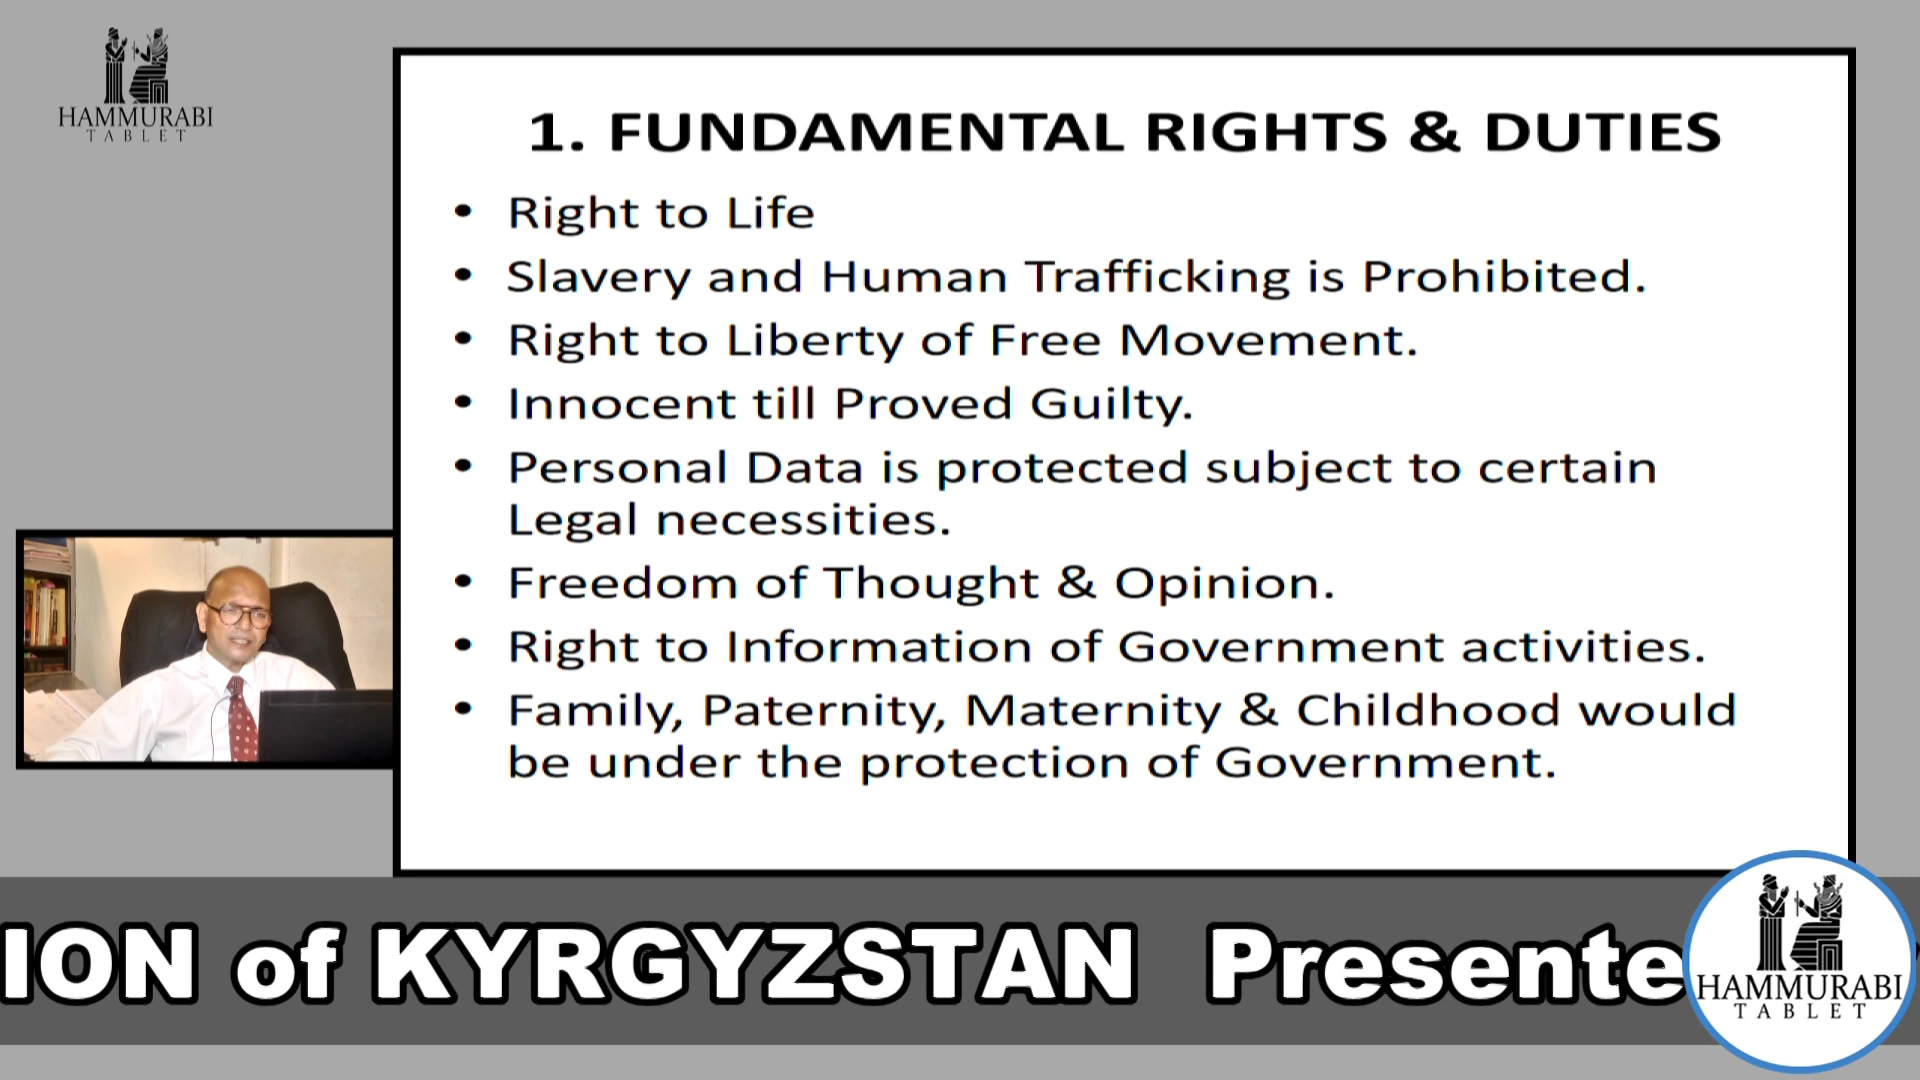 HAMMURABI
TABLET
1. FUNDAMENTAL RIGHTS & DUTIES
• Right to Life
• Slavery and Human Trafficking is Prohibited.
• Right to Liberty of Free Movement.
• Innocent till Proved Guilty.
• Personal Data is protected subject to certain
Legal necessities.
• Freedom of Thought & Opinion.
• Right to Information of Government activities.
• Family, Paternity, Maternity & Childhood would
be under the protection of Government.
ION of KYRGYZSTAN Presente
HAMMURABI
TABLET